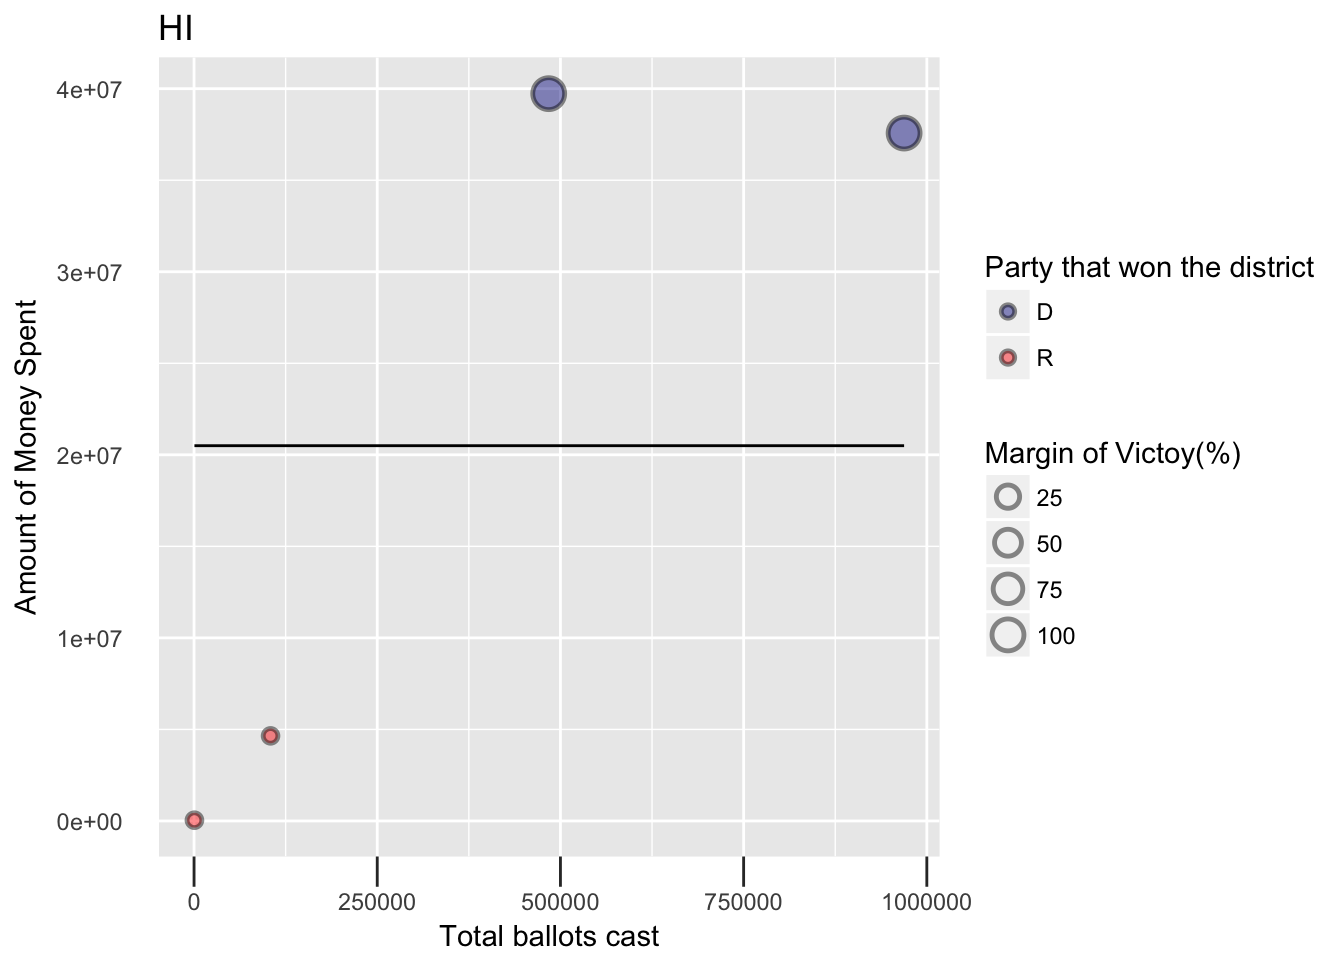 HI
4e+07
3e+07
2e+07
1e+07
0e+00
Amount of Money Spent
0
250000
500000
750000
1000000
Total ballots cast
Party that won the district
D
R
Margin of Victoy(%)
25
50
75
100